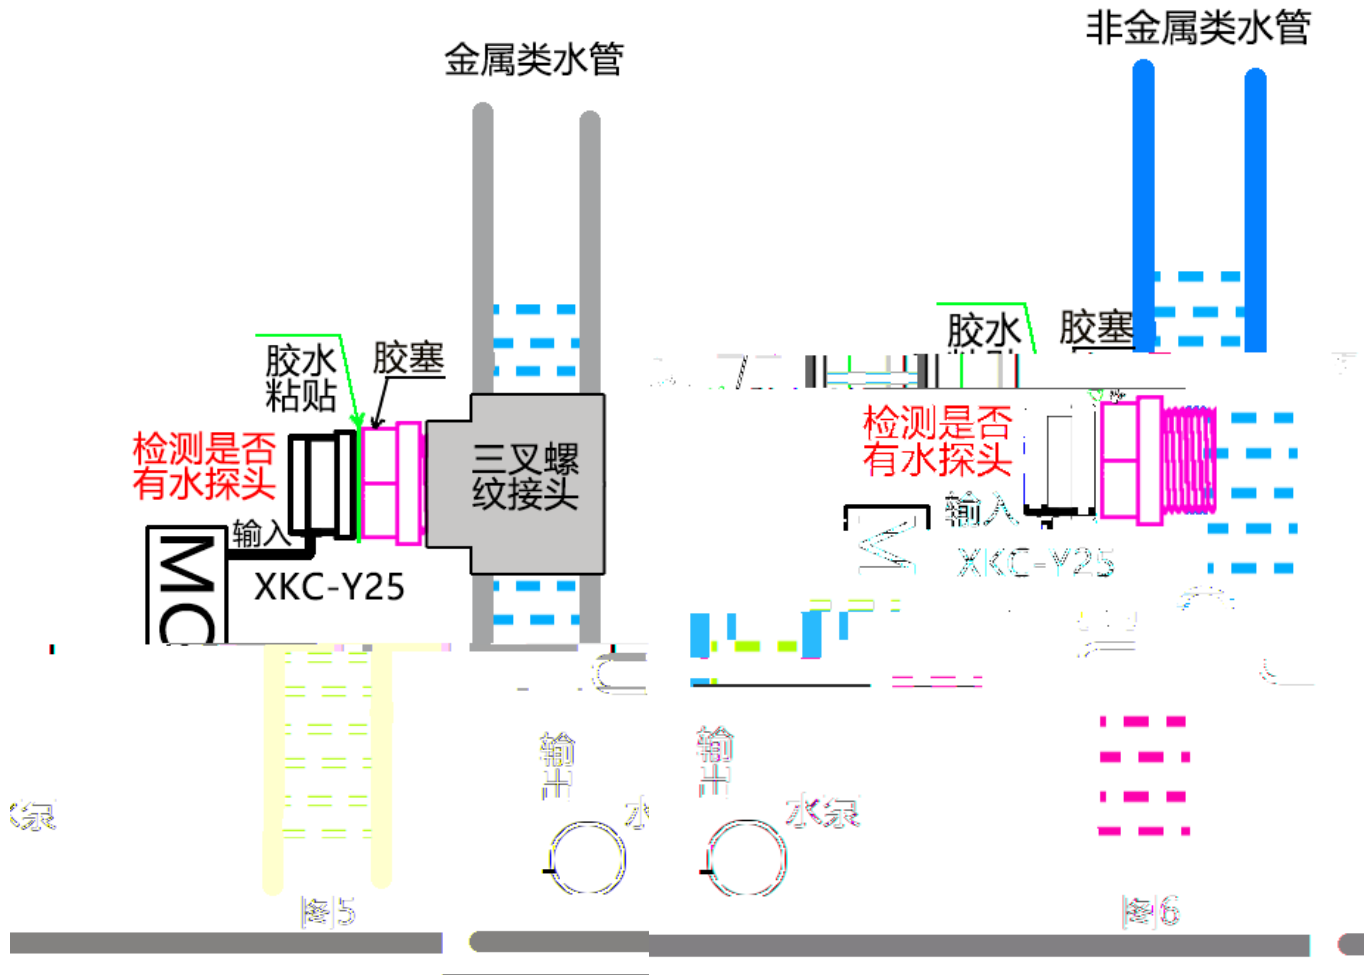 金属类水管
非金属类水管
胶水
粘贴
胶塞
检测是否
有水探头
三叉螺
纹接头
输入
XKC-Y25
胶水
胶塞
检测是否
有水探头
输入
XKC-Y25
输
出
水泵
输
出
水泵
图5
图6